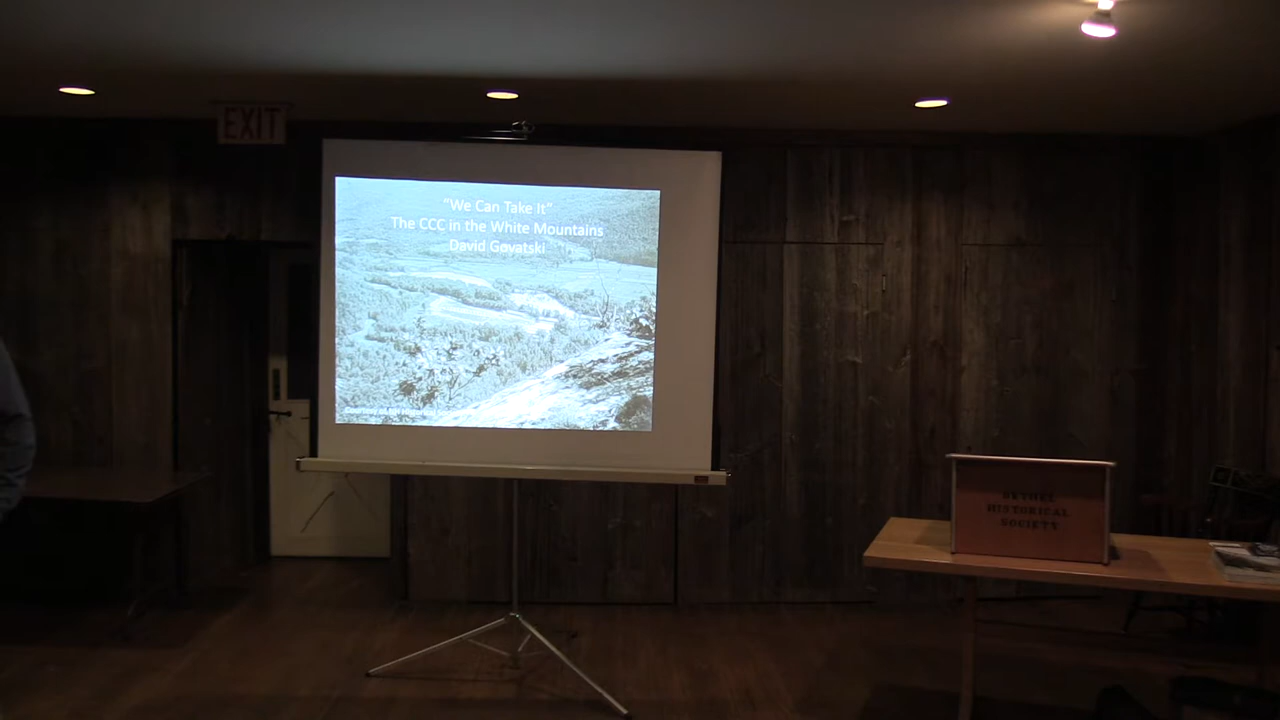 EXIT
“We Can Take It”
The CCC in the White Mountains
David Govatski
BETHEL
HISTORICAL
SOCIETY